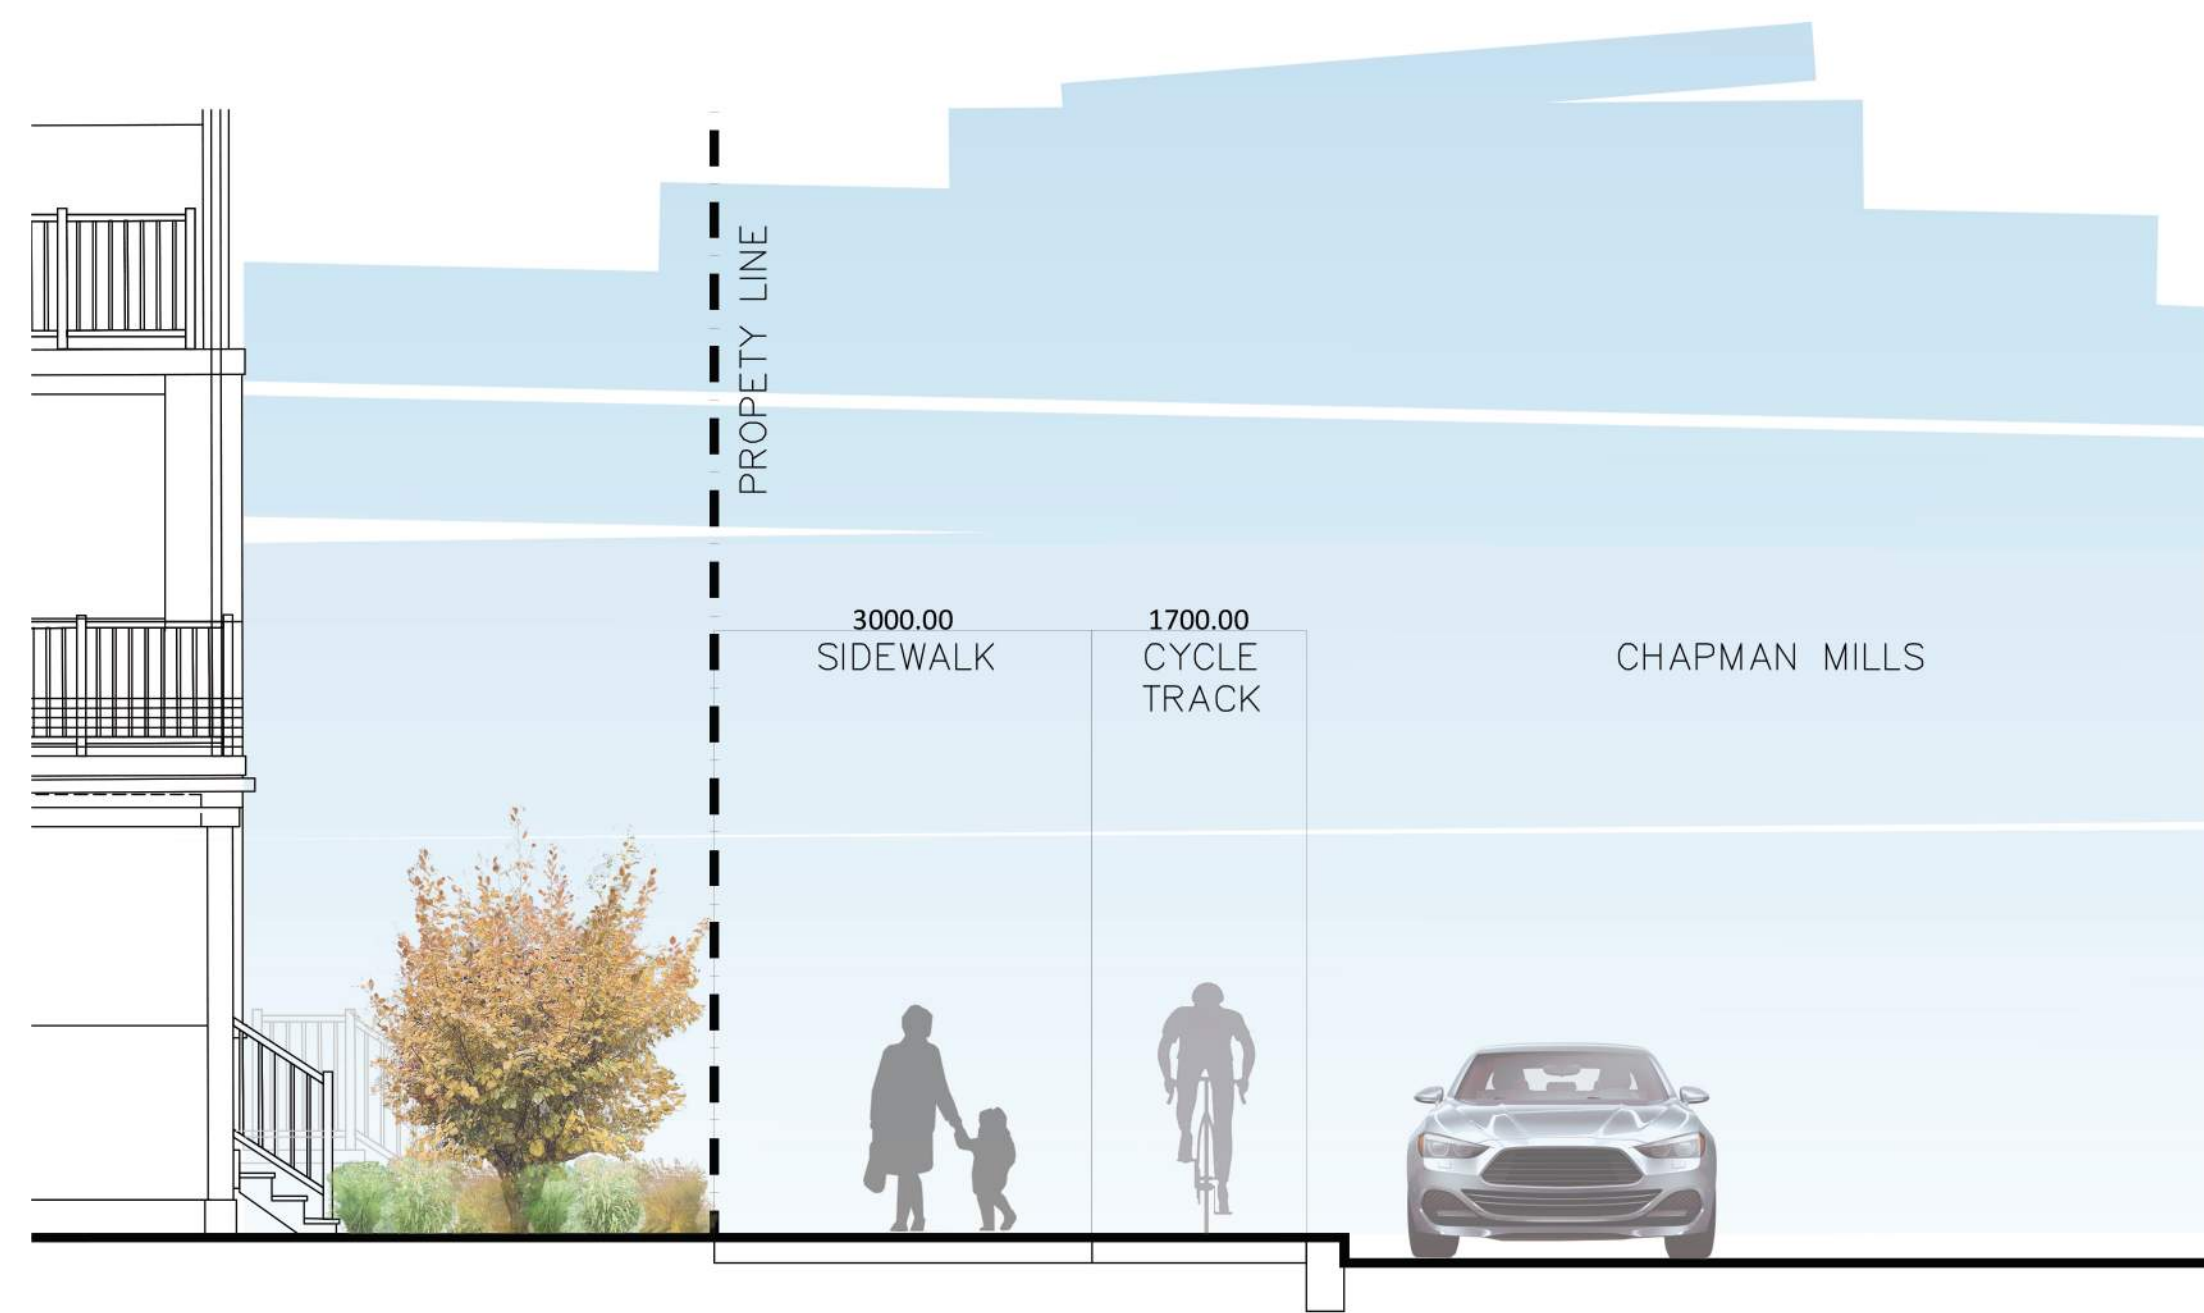 PROPETY LINE
3000.00
SIDEWALK
1700.00
CYCLE
TRACK
CHAPMAN MILLS